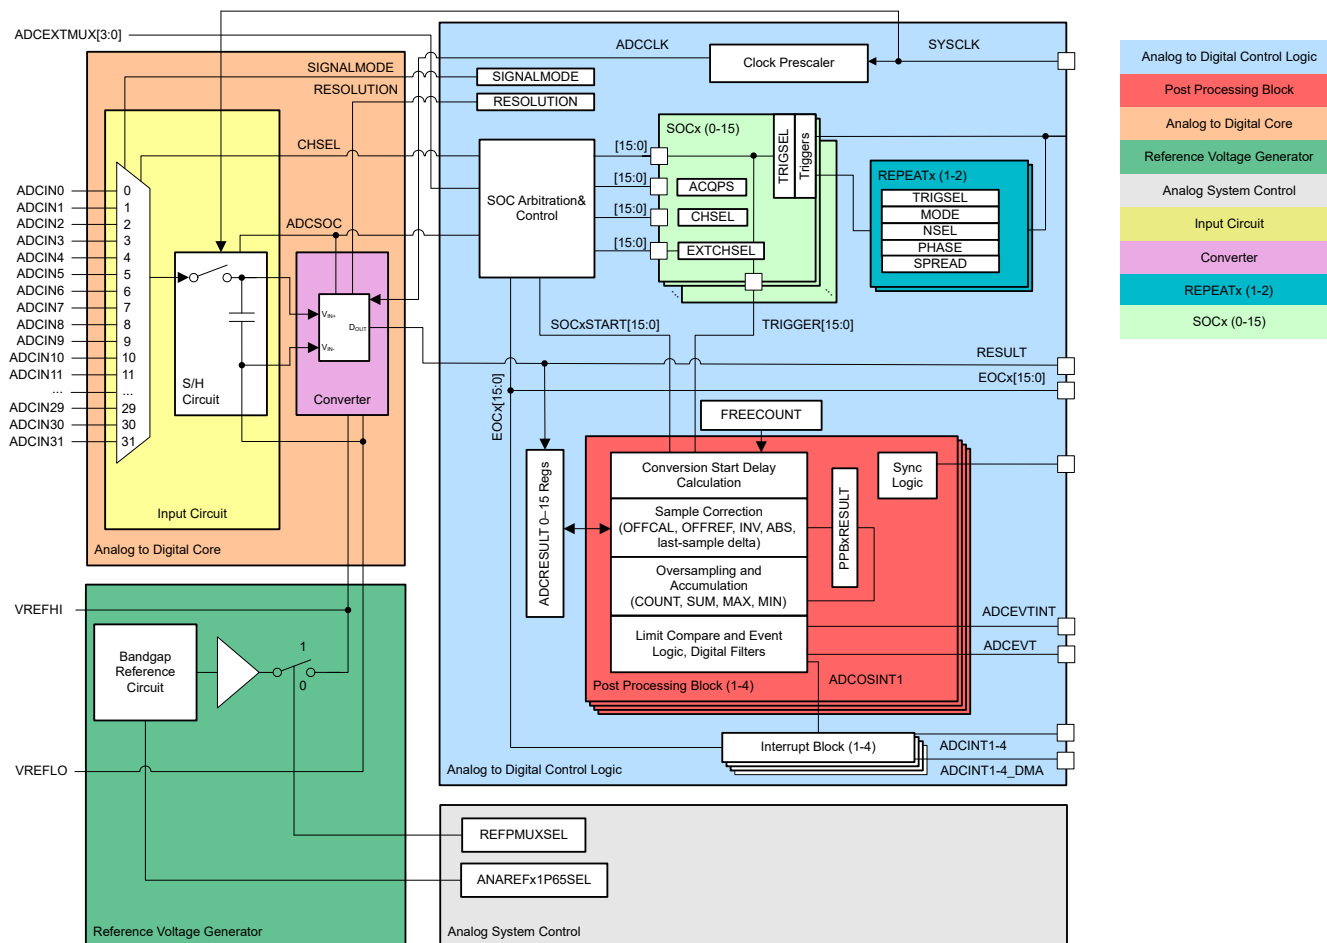 ADCEXTMUX[3:0]
ADCCLK
SYSCLK
Clock Prescaler
SIGNALMODE
SIGNALMODE
RESOLUTION
RESOLUTION
CHSEL
ADCSOC
ADCIN0
ADCIN1
ADCIN2
ADCIN3
ADCIN4
ADCIN5
ADCIN6
ADCIN7
ADCIN8
ADCIN9
ADCIN10
ADCIN11
...
ADCIN29
ADCIN30
ADCIN31
0
1
2
3
4
5
6
7
8
9
10
11
...
29
30
31
S/H
Circuit
VIN+
VIN-
DOUT
Converter
Input Circuit
Analog to Digital Core
SOC Arbitration&
Control
[15:0]
[15:0]
[15:0]
[15:0]
SOCx (0-15)
TRIGSEL
Triggers
ACQPS
CHSEL
EXTCHSEL
REPEATx (1-2)
TRIGSEL
MODE
NSEL
PHASE
SPREAD
SOCxSTART[15:0]
TRIGGER[15:0]
RESULT
EOCx[15:0]
EOCx[15:0]
FREECOUNT
ADCRESULT 0–15 Regs
Conversion Start Delay
Calculation
Sample Correction
(OFFCAL, OFFREF, INV, ABS,
last-sample delta)
Oversampling and
Accumulation
(COUNT, SUM, MAX, MIN)
Limit Compare and Event
Logic, Digital Filters
PPBxRESULT
Sync
Logic
Post Processing Block (1-4)
ADCEVTINT
ADCEVT
ADCOSINT1
Interrupt Block (1-4)
ADCINT1-4
ADCINT1-4_DMA
Analog to Digital Control Logic
VREFHI
Bandgap
Reference
Circuit
1
0
VREFLO
Reference Voltage Generator
REFPMUXSEL
ANAREFx1P65SEL
Analog System Control
Analog to Digital Control Logic
Post Processing Block
Analog to Digital Core
Reference Voltage Generator
Analog System Control
Input Circuit
Converter
REPEATx (1-2)
SOCx (0-15)